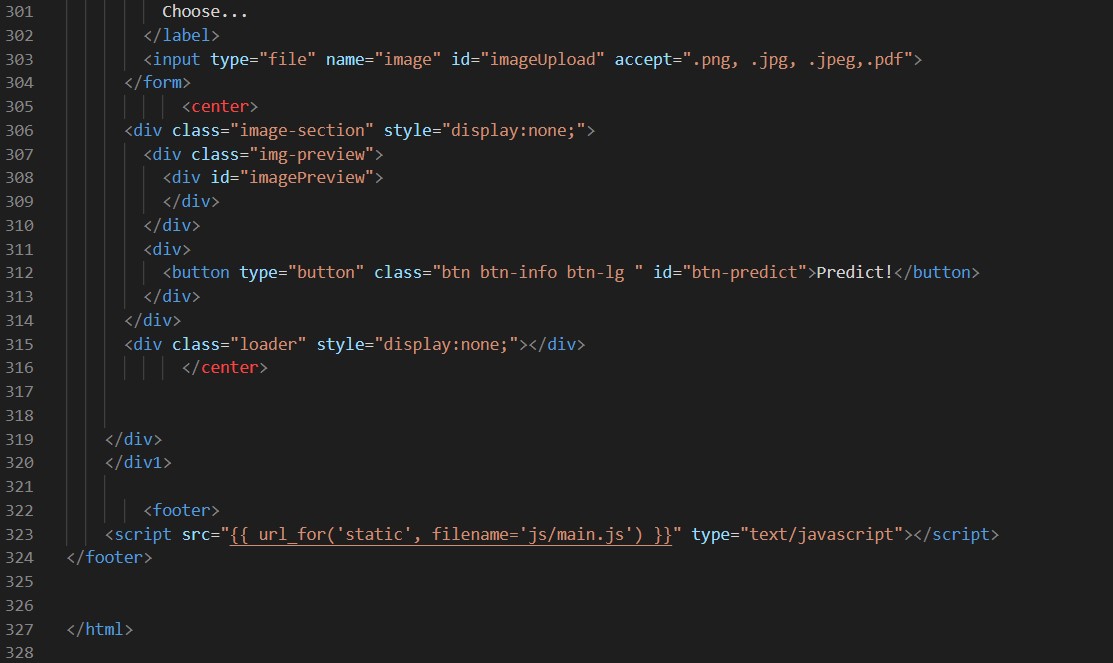 301 Choose...
302 </label>
303 <input type="file" name="image" id="imageUpload" accept=".png, .jpg, .jpeg,.pdf">
304 </form>
305 <center>
306 <div class="image-section" style="display:none;">
307 <div class="img-preview">
308 <div id="imagePreview">
309 </div>
310 </div>
311 <div>
312 <button type="button" class="btn btn-info btn-lg " id="btn-predict">Predict!</button>
313 </div>
314 </div>
315 <div class="loader" style="display:none;"></div>
316 </center>
317
318
319 </div>
320 </div1>
321
322 <footer>
323 <script src="{{ url_for('static', filename='js/main.js') }}" type="text/javascript"></script>
324 </footer>
325
326
327 </html>
328